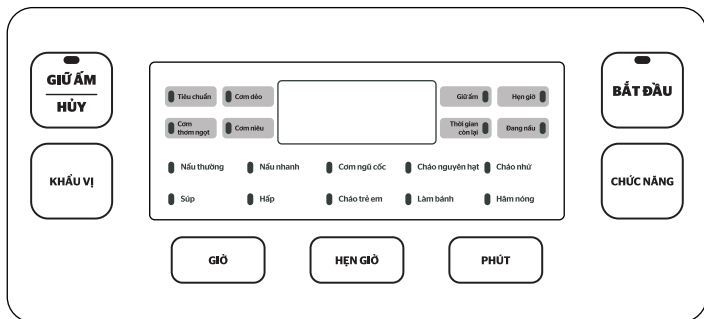 GIỮ ẤM
HỦY
KHẨU VỊ
Tiêu chuẩn
Cơm dẻo
Cơm
thơm ngọt
Cơm niêu
Giữ ấm
Hẹn giờ
Thời gian
còn lại
Đang nấu
Nấu thường
Nấu nhanh
Cơm ngũ cốc
Cháo nguyên hạt
Cháo nhừ
Súp
Hấp
Cháo trẻ em
Làm bánh
Hâm nóng
BẮT ĐẦU
CHỨC NĂNG
GIỜ
HẸN GIỜ
PHÚT